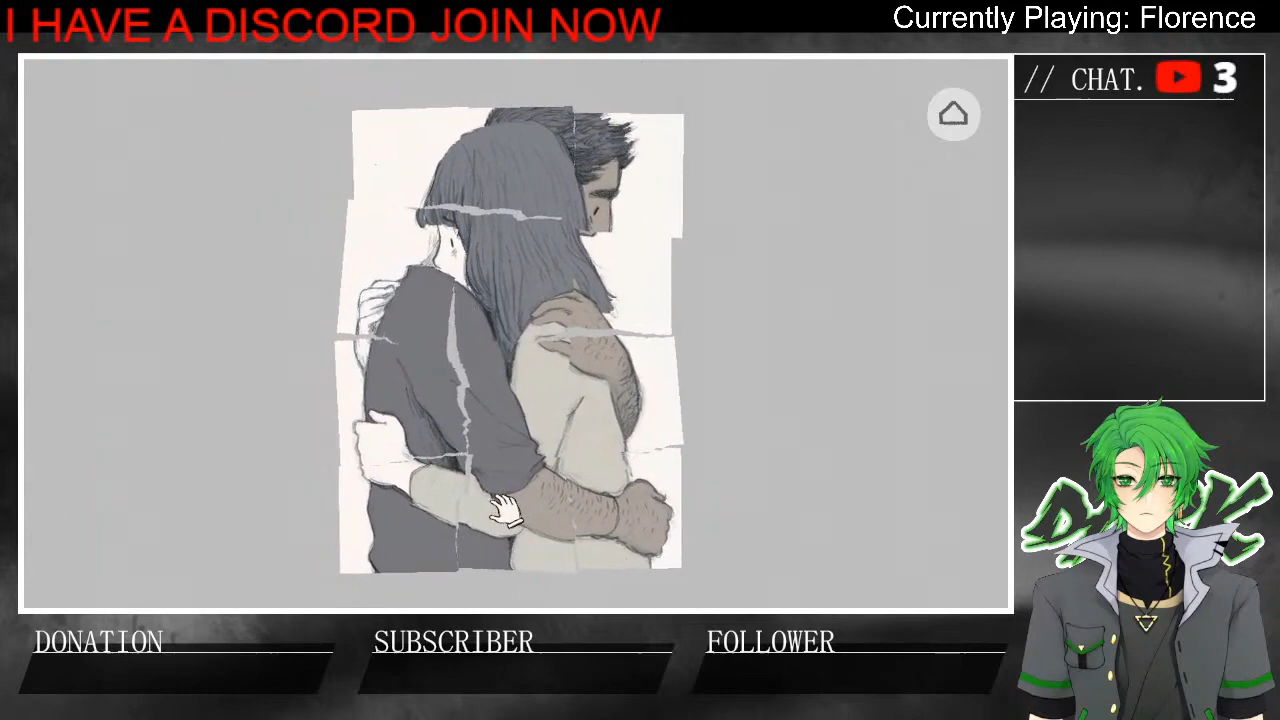 I HAVE A DISCORD JOIN NOW
Currently Playing: Florence
// CHAT. 3
DONATION
SUBSCRIBER
FOLLOWER